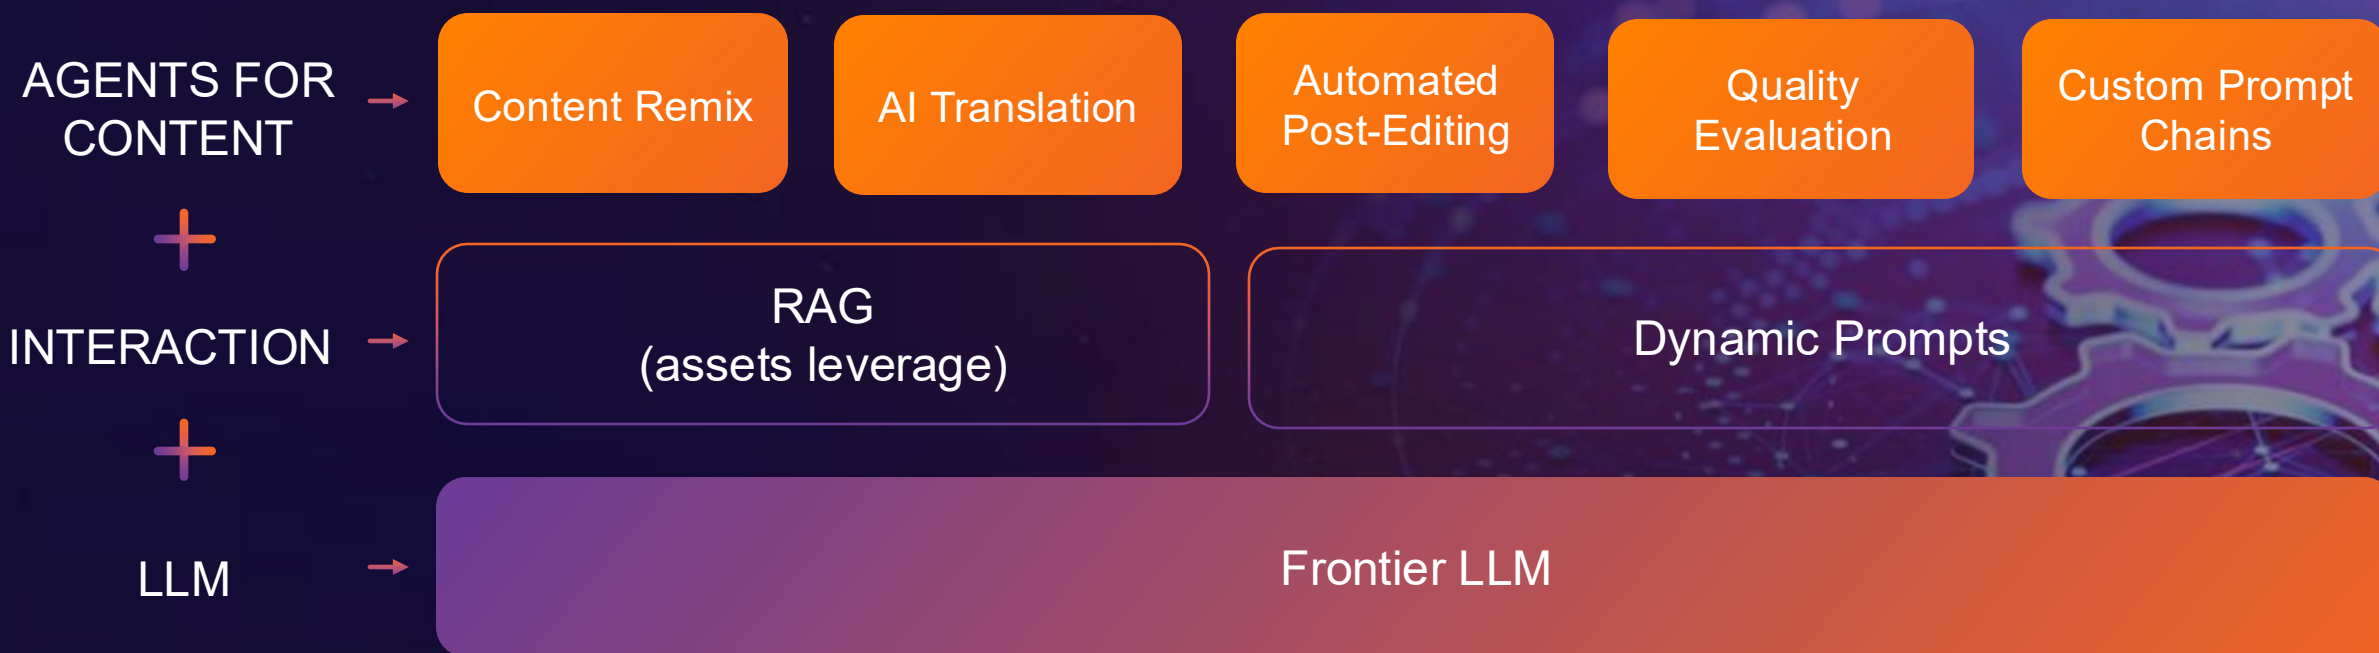 AGENTS FOR
CONTENT
Content Remix
AI Translation
Automated
Post-Editing
Quality
Evaluation
Custom Prompt
Chains
INTERACTION
RAG
(assets leverage)
Dynamic Prompts
LLM
Frontier LLM